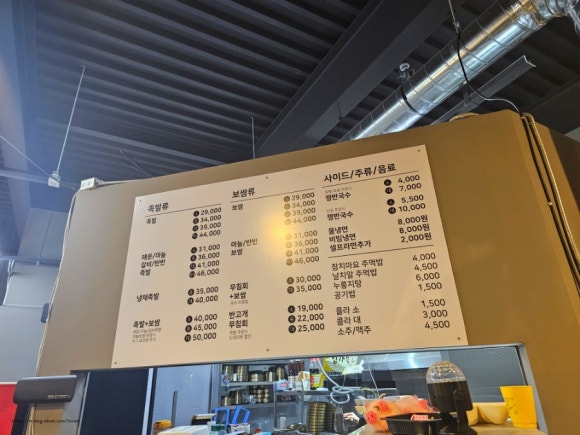 족발류
족발
29,000
34,000
39,000
44,000
매운/마늘
갈비/반반
족발
31,000
36,000
41,000
46,000
냉채족발
35,000
40,000
족발+보쌈
40,000
45,000
50,000
보쌈류
보쌈
29,000
34,000
39,000
44,000
마늘/반반
보쌈
31,000
36,000
41,000
46,000
무침회
+보쌈
30,000
35,000
반고개
무침회
19,000
22,000
25,000
사이드/주류/음료
쟁반국수
4,000
7,000
쟁반국수
5,500
10,000
물냉면 8,000원
비빔냉면 8,000원
셀프라면추가 2,000원
참치마요 주먹밥 4,000
날치알 주먹밥 4,500
누룽지탕 6,000
공기밥 1,500
콜라 소 1,500
콜라 대 3,000
소주/맥주 4,500